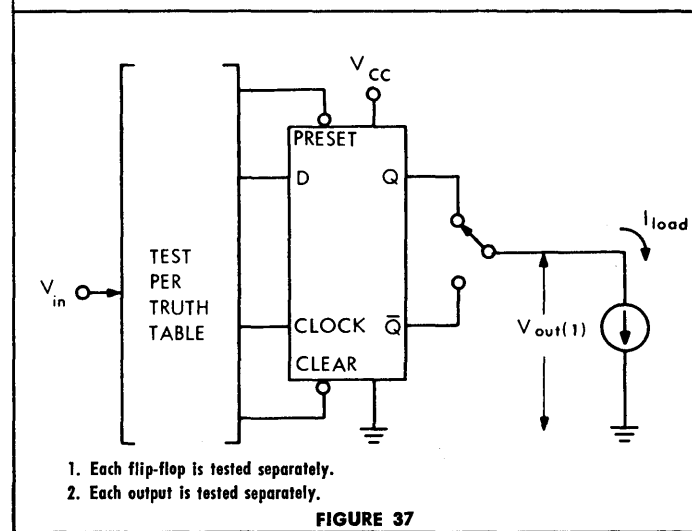 V CC
PRESET
D Q
I load
TEST
PER
TRUTH
TABLE
V in
CLOCK Q̅
V out(1)
CLEAR
1. Each flip-flop is tested separately.
2. Each output is tested separately.
FIGURE 37